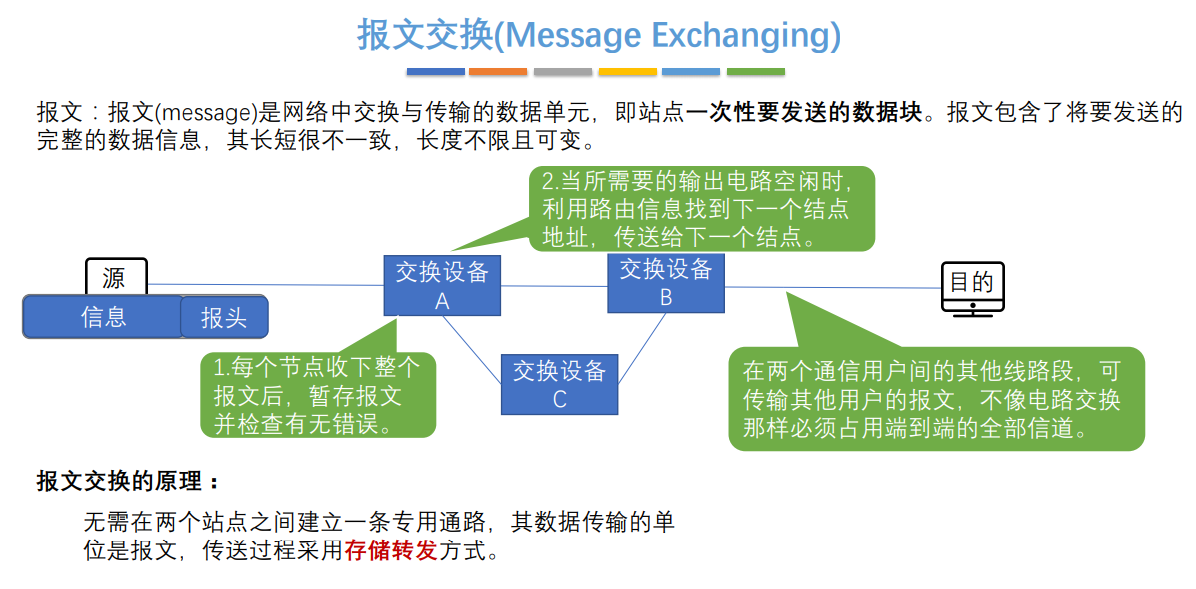 报文交换(Message Exchanging)
报文：报文(message)是网络中交换与传输的数据单元，即站点一次性要发送的数据块。报文包含了将要发送的
完整的数据信息，其长短很不一致，长度不限且可变。
2.当所需要的输出电路空闲时，
利用路由信息找到下一个结点
地址，传送给下一个结点。
源
信息
报头
交换设备
A
交换设备
B
目的
1.每个节点收下整个
报文后，暂存报文
并检查有无错误。
交换设备
C
在两个通信用户间的其他线路段，可
传输其他用户的报文，不像电路交换
那样必须占用端到端的全部信道。
报文交换的原理：
无需在两个站点之间建立一条专用通路，其数据传输的单
位是报文，传送过程采用存储转发方式。